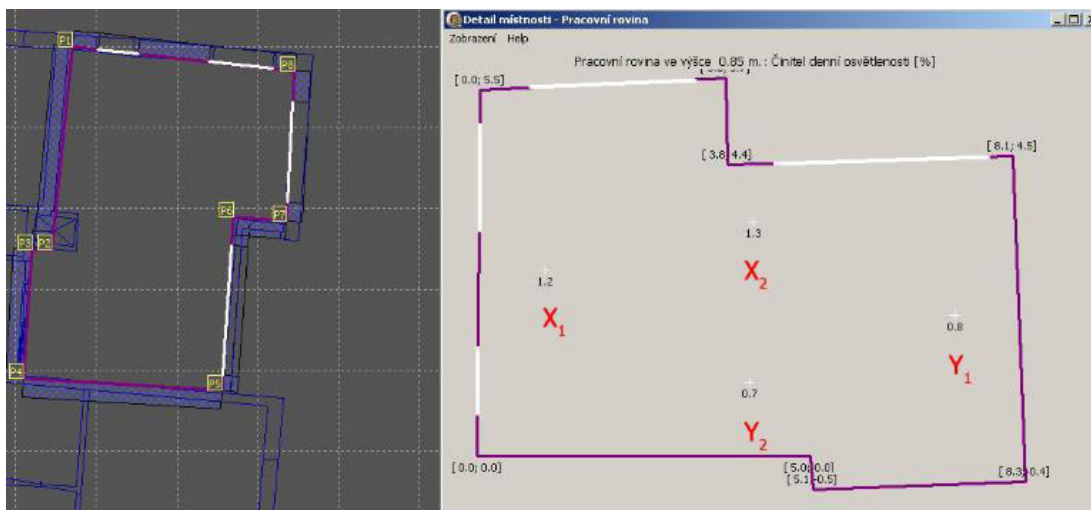 P1
P8
P6
P7
P3 P2
P4
P5
Detail místnosti - Pracovní rovina
Zobrazení Help
Pracovní rovina ve výšce 0.85 m. : Činitel denní osvětlenosti [%]
[ 0.0; 5.5]
[ 3.8; 4.4]
[ 8.1; 4.5]
1.3
X2
1.2
X1
0.8
Y1
0.7
Y2
[ 0.0; 0.0]
[ 5.0; 0.0]
[ 5.1;-0.5]
[ 8.3;-0.4]